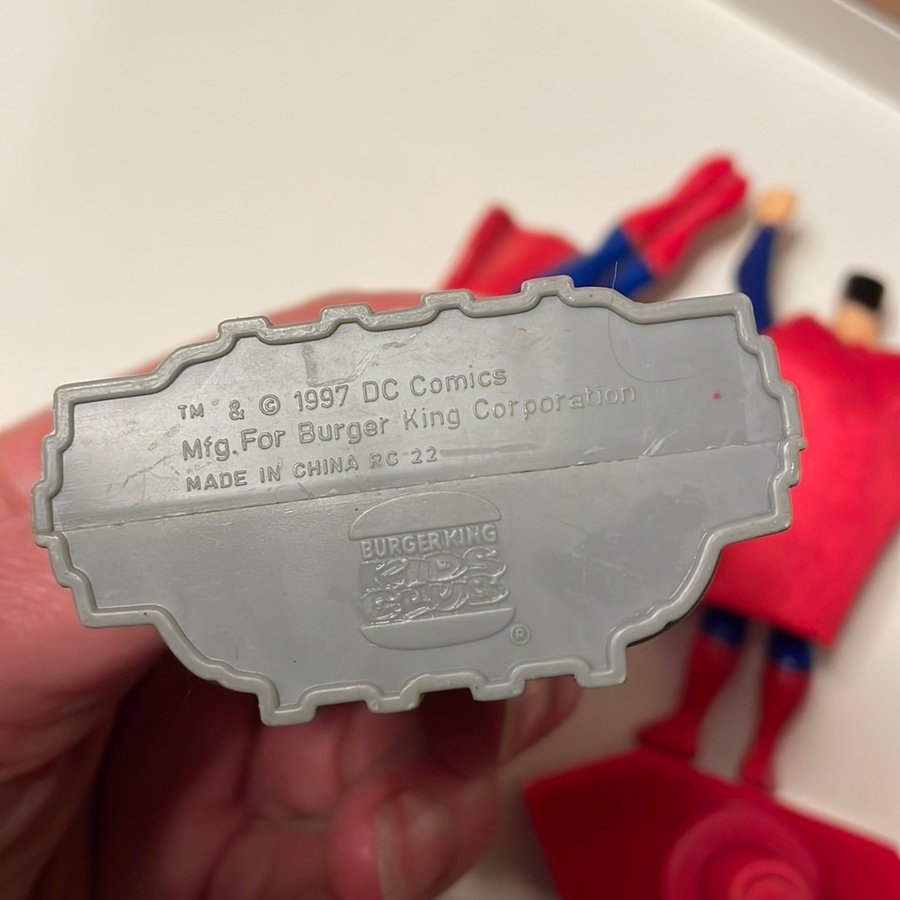 TM & © 1997 DC Comics
Mfg.For Burger King Corporation
MADE IN CHINA RC 22
BURGER KING
KIDS
CLUB
®